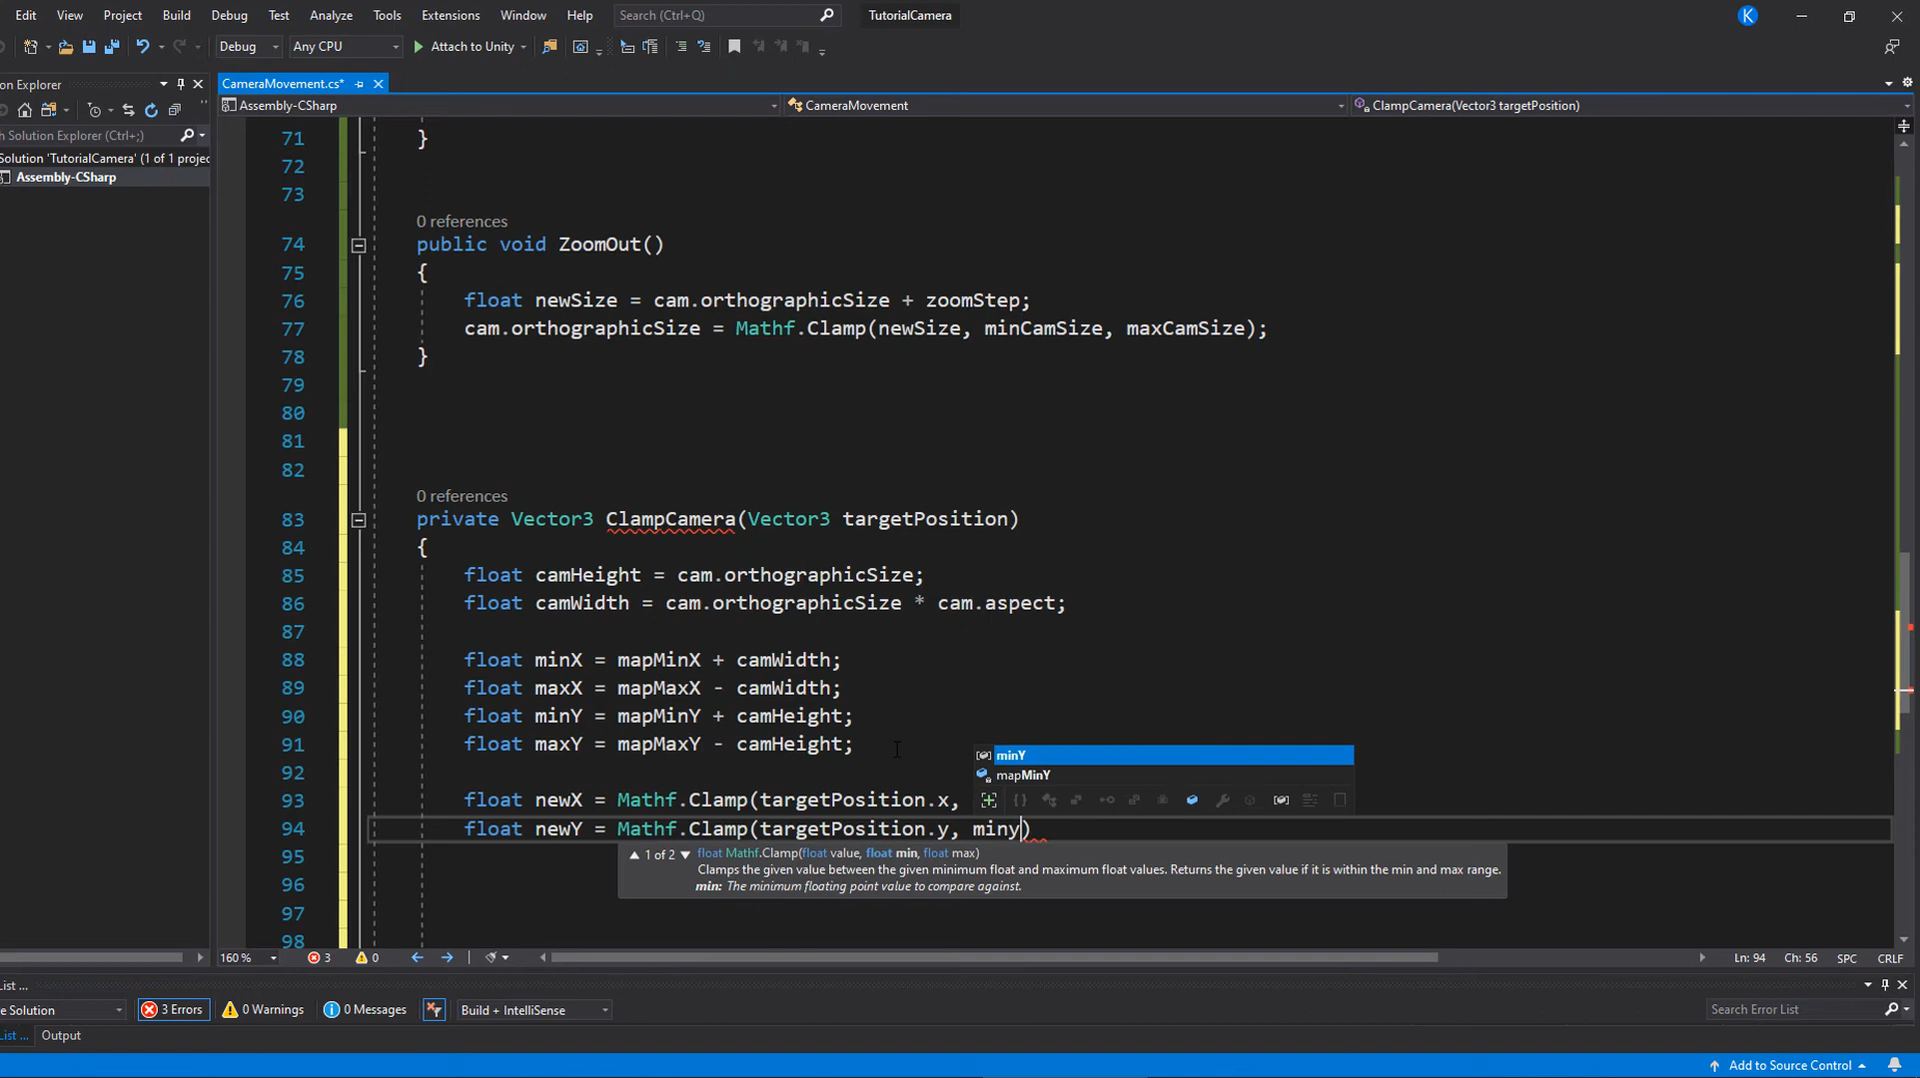 Edit View Project Build Debug Test Analyze Tools Extensions Window Help Search (Ctrl+Q) TutorialCamera K
Debug Any CPU Attach to Unity
on Explorer
CameraMovement.cs*
Assembly-CSharp CameraMovement ClampCamera(Vector3 targetPosition)
h Solution Explorer (Ctrl+;)
Solution 'TutorialCamera' (1 of 1 projec
Assembly-CSharp
71 }
72
73
0 references
74 public void ZoomOut()
75 {
76 float newSize = cam.orthographicSize + zoomStep;
77 cam.orthographicSize = Mathf.Clamp(newSize, minCamSize, maxCamSize);
78 }
79
80
81
82
0 references
83 private Vector3 ClampCamera(Vector3 targetPosition)
84 {
85 float camHeight = cam.orthographicSize;
86 float camWidth = cam.orthographicSize * cam.aspect;
87
88 float minX = mapMinX + camWidth;
89 float maxX = mapMaxX - camWidth;
90 float minY = mapMinY + camHeight;
91 float maxY = mapMaxY - camHeight;
92
93 float newX = Mathf.Clamp(targetPosition.x,
94 float newY = Mathf.Clamp(targetPosition.y, miny)
95
96
97
98
minY
mapMinY
1 of 2 float Mathf.Clamp(float value, float min, float max)
Clamps the given value between the given minimum float and maximum float values. Returns the given value if it is within the min and max range.
min: The minimum floating point value to compare against.
160 % 3 0 Ln: 94 Ch: 56 SPC CRLF
List ...
e Solution 3 Errors 0 Warnings 0 Messages Build + IntelliSense Search Error List
List ... Output
Add to Source Control